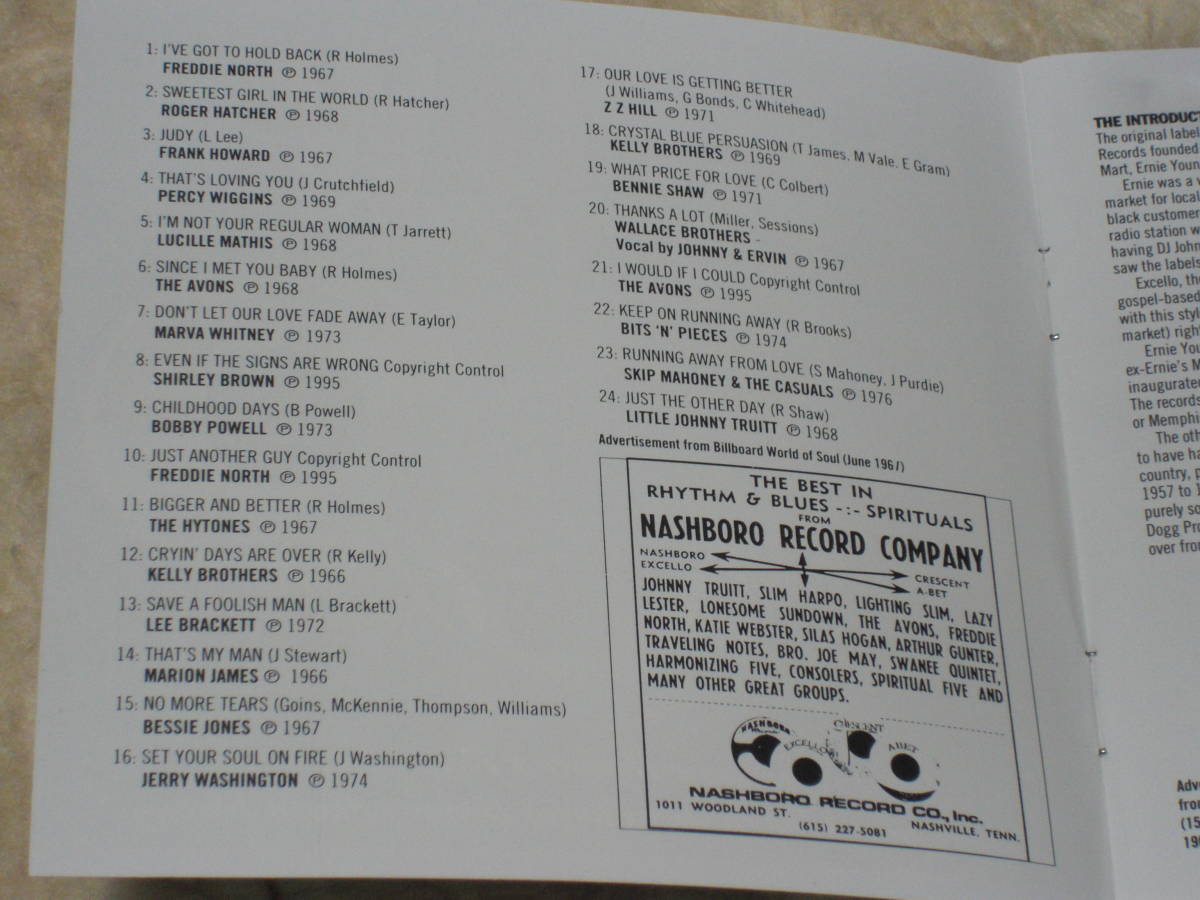 1: I'VE GOT TO HOLD BACK (R Holmes)
FREDDIE NORTH ℗ 1967
2: SWEETEST GIRL IN THE WORLD (R Hatcher)
ROGER HATCHER ℗ 1968
3: JUDY (L Lee)
FRANK HOWARD ℗ 1967
4: THAT'S LOVING YOU (J Crutchfield)
PERCY WIGGINS ℗ 1969
5: I'M NOT YOUR REGULAR WOMAN (T Jarrett)
LUCILLE MATHIS ℗ 1968
6: SINCE I MET YOU BABY (R Holmes)
THE AVONS ℗ 1968
7: DON'T LET OUR LOVE FADE AWAY (E Taylor)
MARVA WHITNEY ℗ 1973
8: EVEN IF THE SIGNS ARE WRONG Copyright Control
SHIRLEY BROWN ℗ 1995
9: CHILDHOOD DAYS (B Powell)
BOBBY POWELL ℗ 1973
10: JUST ANOTHER GUY Copyright Control
FREDDIE NORTH ℗ 1995
11: BIGGER AND BETTER (R Holmes)
THE HYTONES ℗ 1967
12: CRYIN' DAYS ARE OVER (R Kelly)
KELLY BROTHERS ℗ 1966
13: SAVE A FOOLISH MAN (L Brackett)
LEE BRACKETT ℗ 1972
14: THAT'S MY MAN (J Stewart)
MARION JAMES ℗ 1966
15: NO MORE TEARS (Goins, McKennie, Thompson, Williams)
BESSIE JONES ℗ 1967
16: SET YOUR SOUL ON FIRE (J Washington)
JERRY WASHINGTON ℗ 1974
17: OUR LOVE IS GETTING BETTER
(J Williams, G Bonds, C Whitehead)
Z Z HILL ℗ 1971
18: CRYSTAL BLUE PERSUASION (T James, M Vale, E Gram)
KELLY BROTHERS ℗ 1969
19: WHAT PRICE FOR LOVE (C Colbert)
BENNIE SHAW ℗ 1971
20: THANKS A LOT (Miller, Sessions)
WALLACE BROTHERS -
Vocal by JOHNNY & ERVIN ℗ 1967
21: I WOULD IF I COULD Copyright Control
THE AVONS ℗ 1995
22: KEEP ON RUNNING AWAY (R Brooks)
BITS 'N' PIECES ℗ 1974
23: RUNNING AWAY FROM LOVE (S Mahoney, J Purdie)
SKIP MAHONEY & THE CASUALS ℗ 1976
24: JUST THE OTHER DAY (R Shaw)
LITTLE JOHNNY TRUITT ℗ 1968
Advertisement from Billboard World of Soul (June 1967)
THE BEST IN
RHYTHM & BLUES -:- SPIRITUALS
FROM
NASHBORO RECORD COMPANY
NASHBORO
EXCELLO
CRESCENT
A-BET
JOHNNY TRUITT, SLIM HARPO, LIGHTING SLIM, LAZY
LESTER, LONESOME SUNDOWN, THE AVONS, FREDDIE
NORTH, KATIE WEBSTER, SILAS HOGAN, ARTHUR GUNTER,
TRAVELING NOTES, BRO. JOE MAY, SWANEE QUINTET,
HARMONIZING FIVE, CONSOLERS, SPIRITUAL FIVE AND
MANY OTHER GREAT GROUPS.
NASHBORO
EXCELLO
CRESCENT
ABET
NASHBORO RECORD CO., Inc.
1011 WOODLAND ST.
(615) 227-5081
NASHVILLE, TENN.
THE INTRODUCT
The original label
Records founded
Mart, Ernie Youn
Ernie was a v
market for local
black customer
radio station w
having DJ John
saw the labels
Excello, the
gospel-based
with this styl
market) right
Ernie You
ex-Ernie's M
inaugurated
The records
or Memphi
The oth
to have ha
country, p
1957 to 1
purely so
Dogg Pro
over fro
Adv
fro
(15
19